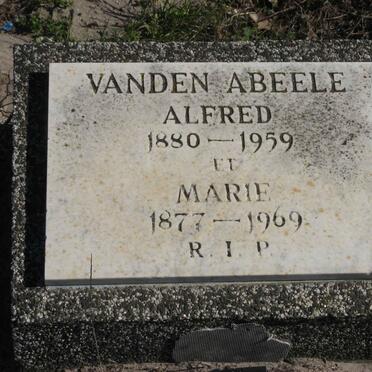 VANDEN ABEELE
ALFRED
1880 — 1959
ET
MARIE
1877 — 1969
R. I. P